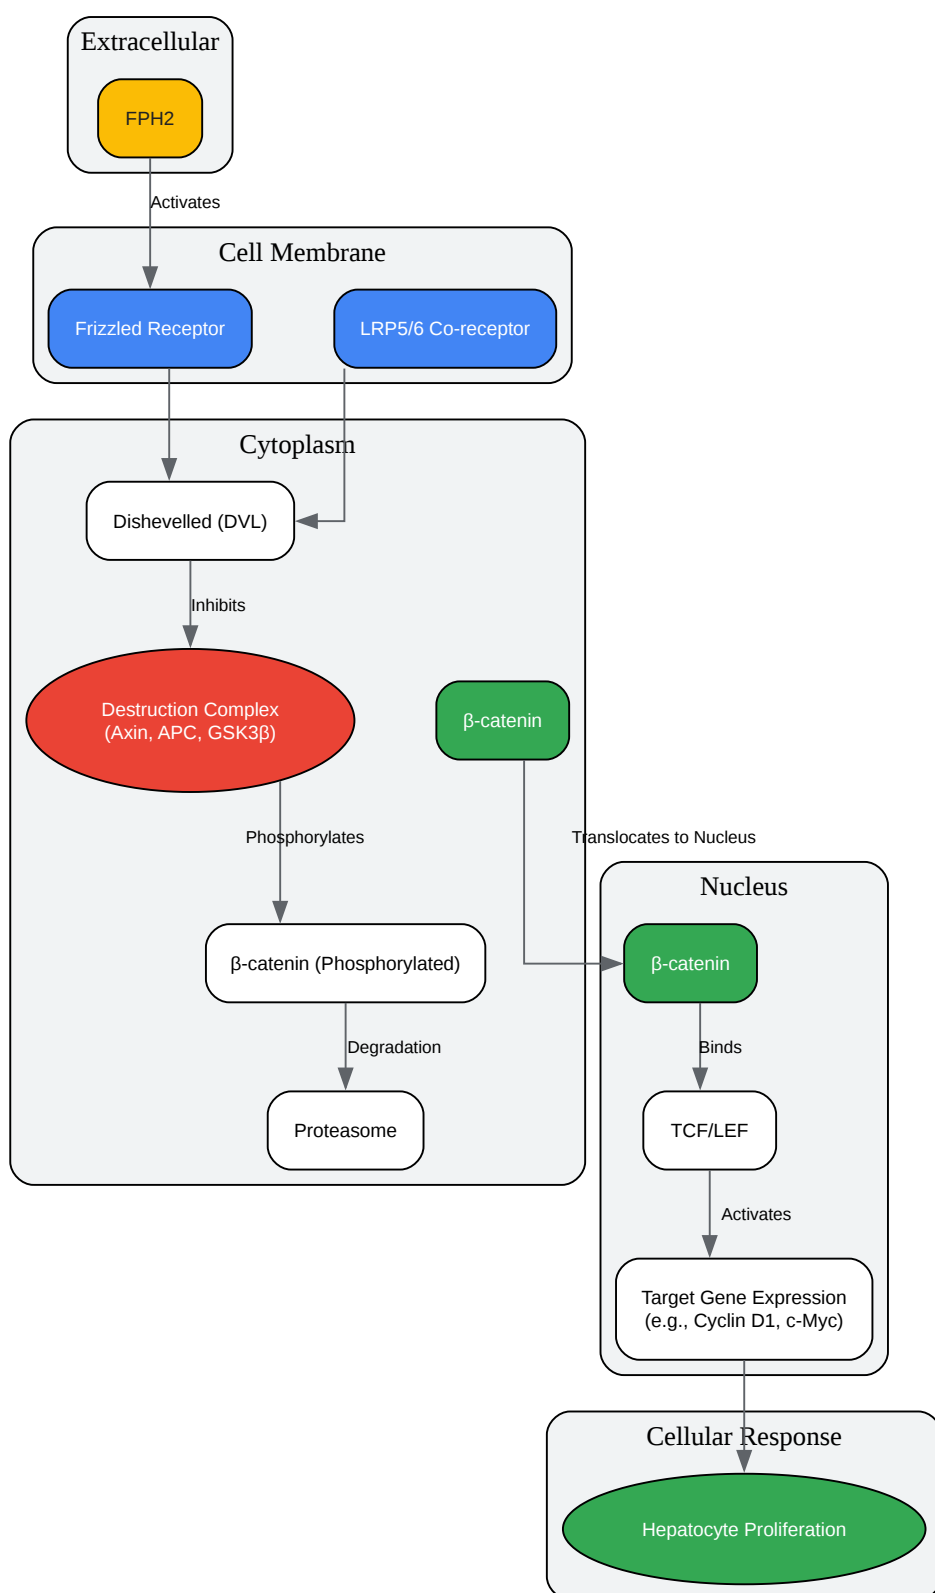 Extracellular
FPH2
Activates
Cell Membrane
Frizzled Receptor
LRP5/6 Co-receptor
Cytoplasm
Dishevelled (DVL)
Inhibits
Destruction Complex
(Axin, APC, GSK3β)
β-catenin
Phosphorylates
Translocates to Nucleus
Nucleus
β-catenin (Phosphorylated)
β-catenin
Degradation
Binds
Proteasome
TCF/LEF
Activates
Target Gene Expression
(e.g., Cyclin D1, c-Myc)
Cellular Response
Hepatocyte Proliferation